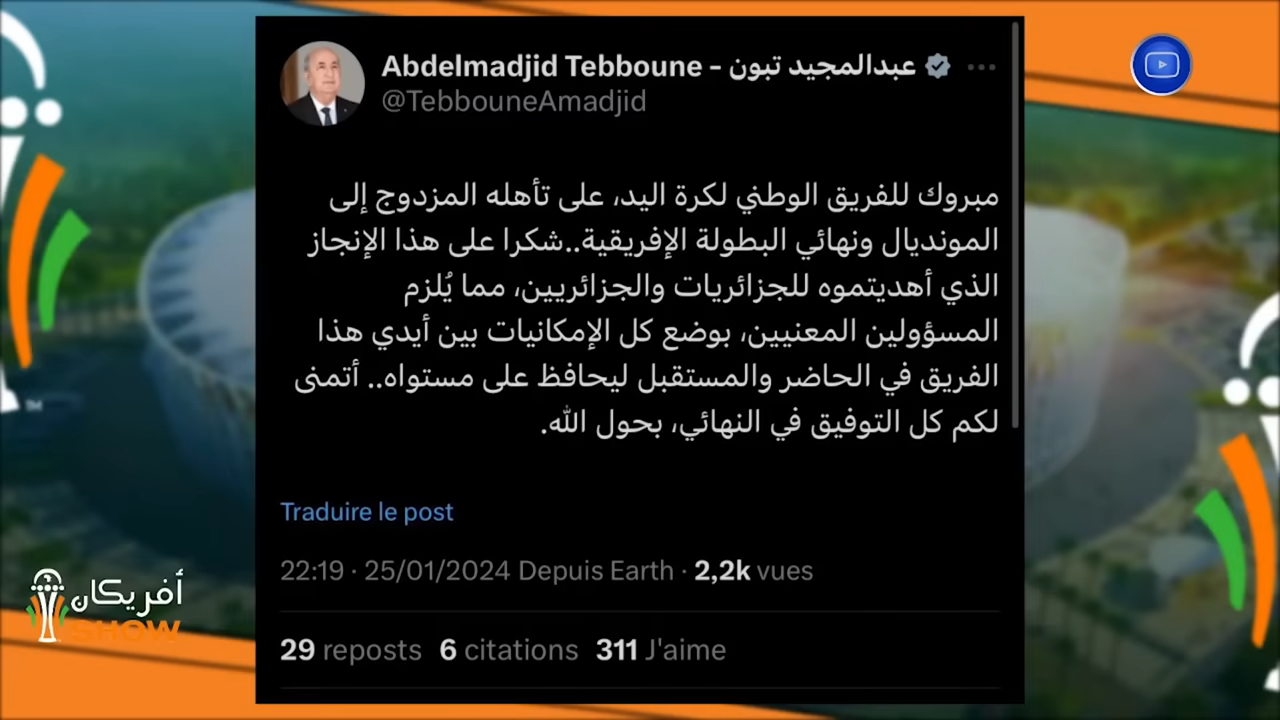 Abdelmadjid Tebboune - عبدالمجيد تبون
@TebbouneAmadjid
مبروك للفريق الوطني لكرة اليد، على تأهله المزدوج إلى
المونديال ونهائي البطولة الإفريقية..شكرا على هذا الإنجاز
الذي أهديتموه للجزائريات والجزائريين، مما يُلزم
المسؤولين المعنيين، بوضع كل الإمكانيات بين أيدي هذا
الفريق في الحاضر والمستقبل ليحافظ على مستواه.. أتمنى
لكم كل التوفيق في النهائي، بحول الله.
Traduire le post
22:19 · 25/01/2024 Depuis Earth · 2,2k vues
29 reposts 6 citations 311 J'aime
أفريكان
SHOW
TM